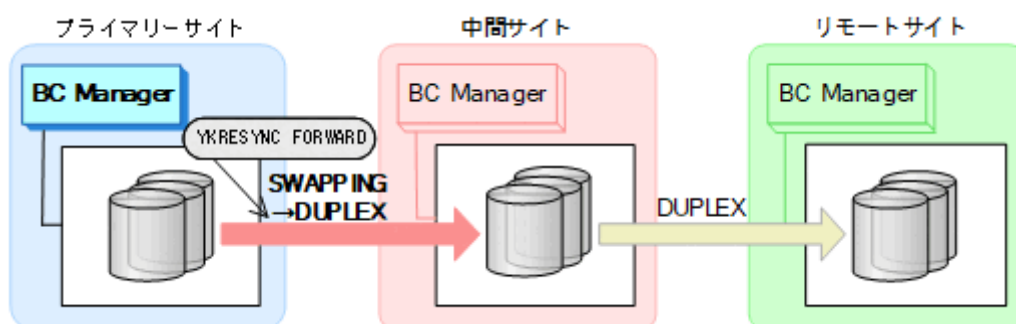 プライマリーサイト
中間サイト
リモートサイト
BC Manager
BC Manager
BC Manager
YKRESYNC FORWARD
SWAPPING
→DUPLEX
DUPLEX